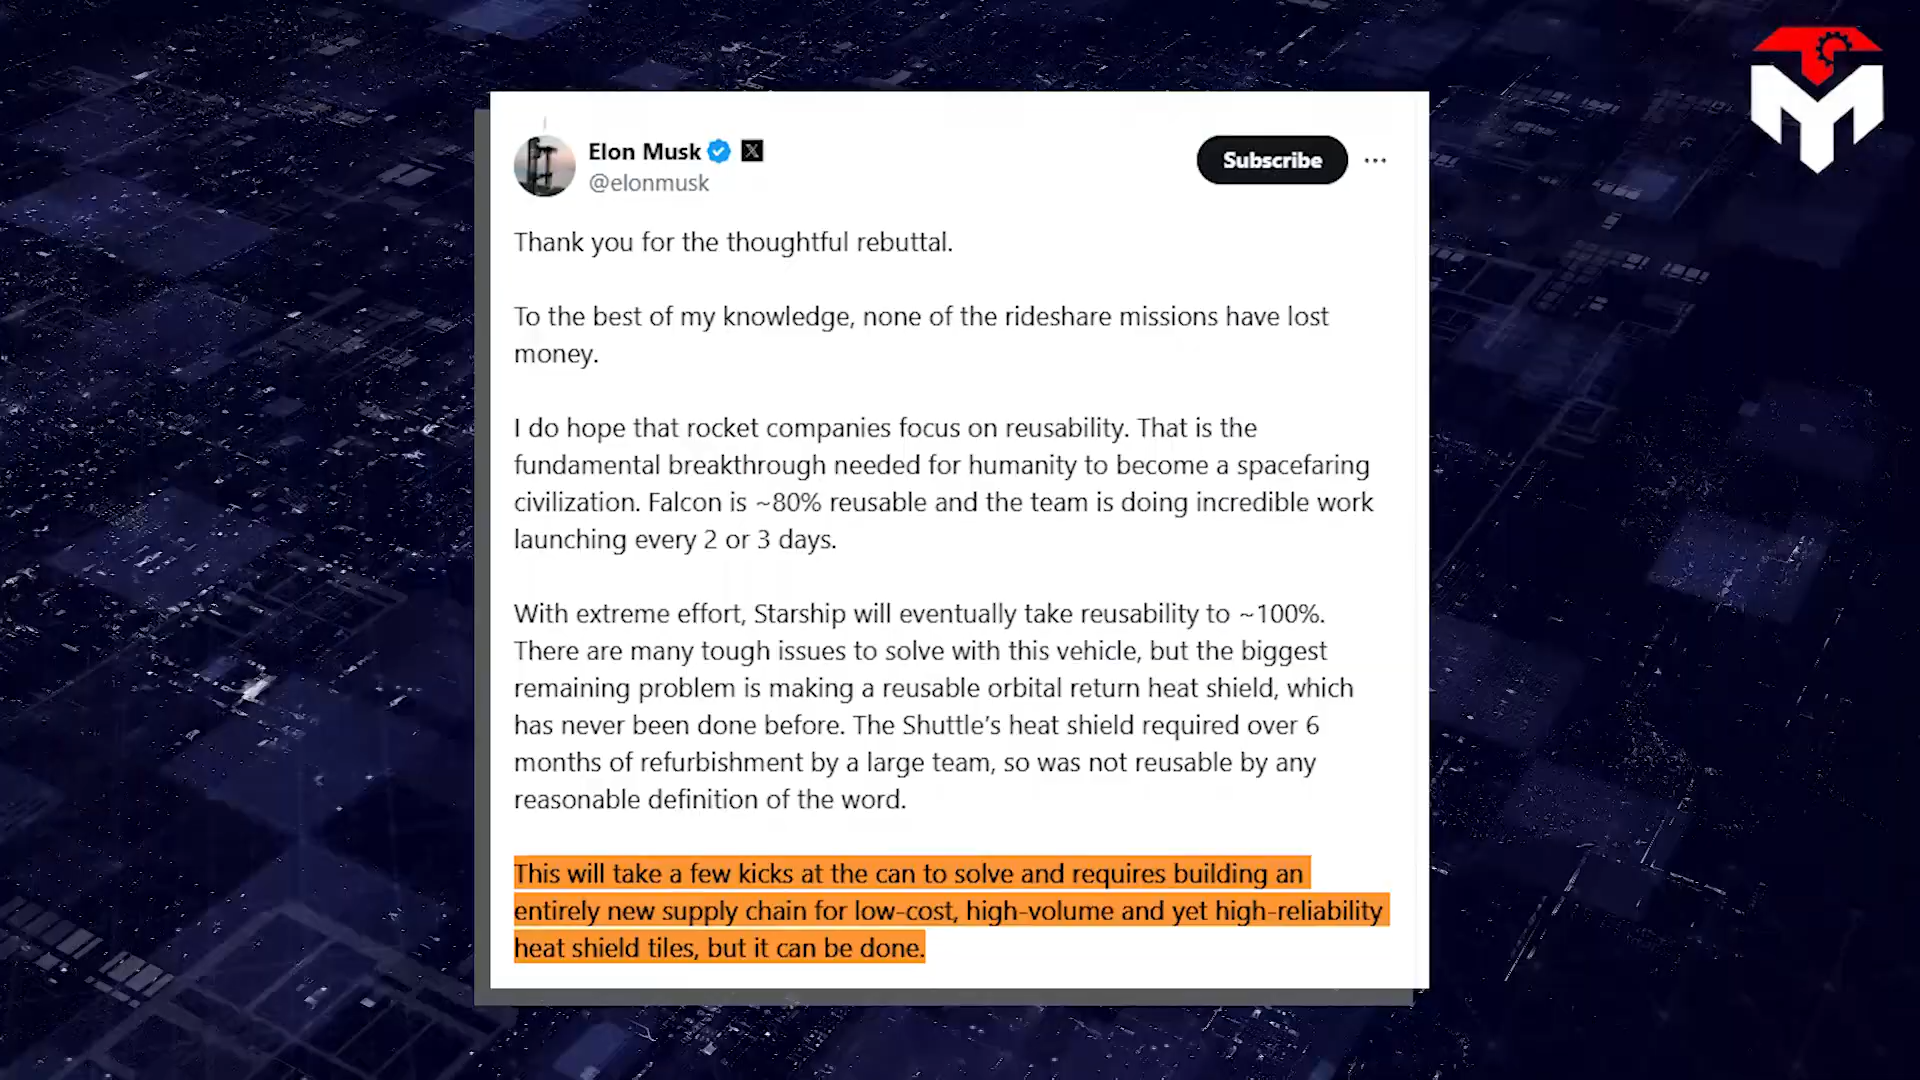 Elon Musk
@elonmusk
Subscribe
Thank you for the thoughtful rebuttal.
To the best of my knowledge, none of the rideshare missions have lost
money.
I do hope that rocket companies focus on reusability. That is the
fundamental breakthrough needed for humanity to become a spacefaring
civilization. Falcon is ~80% reusable and the team is doing incredible work
launching every 2 or 3 days.
With extreme effort, Starship will eventually take reusability to ~100%.
There are many tough issues to solve with this vehicle, but the biggest
remaining problem is making a reusable orbital return heat shield, which
has never been done before. The Shuttle’s heat shield required over 6
months of refurbishment by a large team, so was not reusable by any
reasonable definition of the word.
This will take a few kicks at the can to solve and requires building an
entirely new supply chain for low-cost, high-volume and yet high-reliability
heat shield tiles, but it can be done.